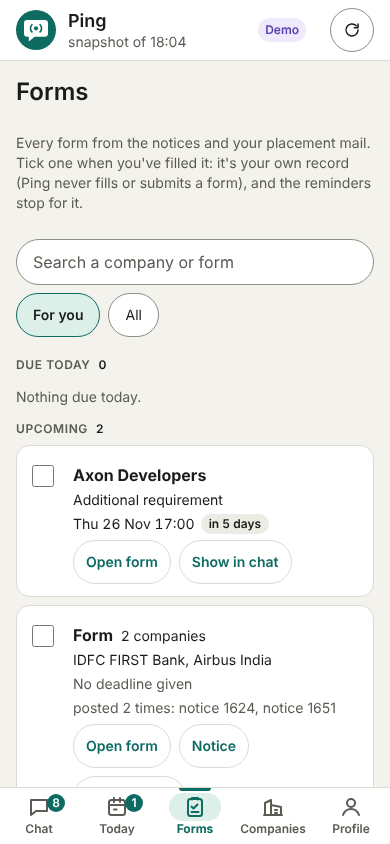 Ping
snapshot of 18:04
Demo
Forms
Every form from the notices and your placement mail.
Tick one when you've filled it: it's your own record
(Ping never fills or submits a form), and the reminders
stop for it.
Search a company or form
For you
All
DUE TODAY 0
Nothing due today.
UPCOMING 2
Axon Developers
Additional requirement
Thu 26 Nov 17:00 in 5 days
Open form
Show in chat
Form 2 companies
IDFC FIRST Bank, Airbus India
No deadline given
posted 2 times: notice 1624, notice 1651
Open form
Notice
8
1
Chat
Today
Forms
Companies
Profile